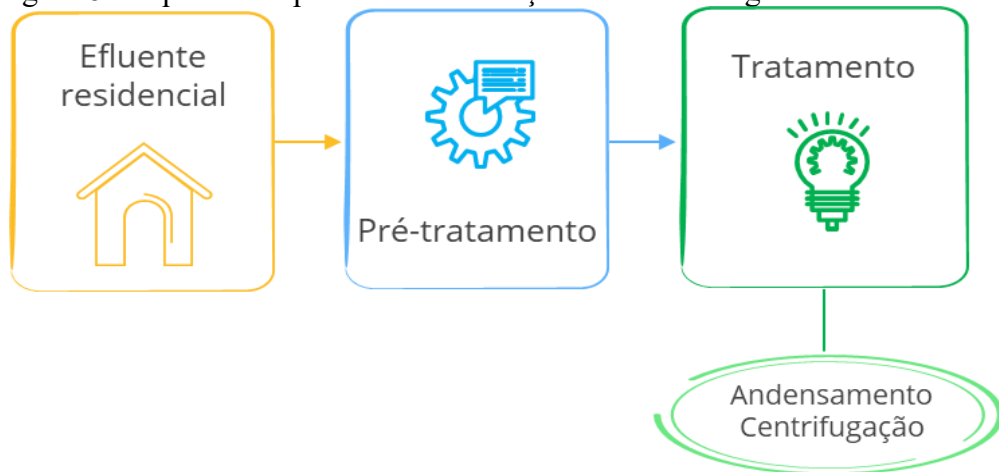 Efluente
residencial
Pré-tratamento
Tratamento
Andensamento
Centrifugação